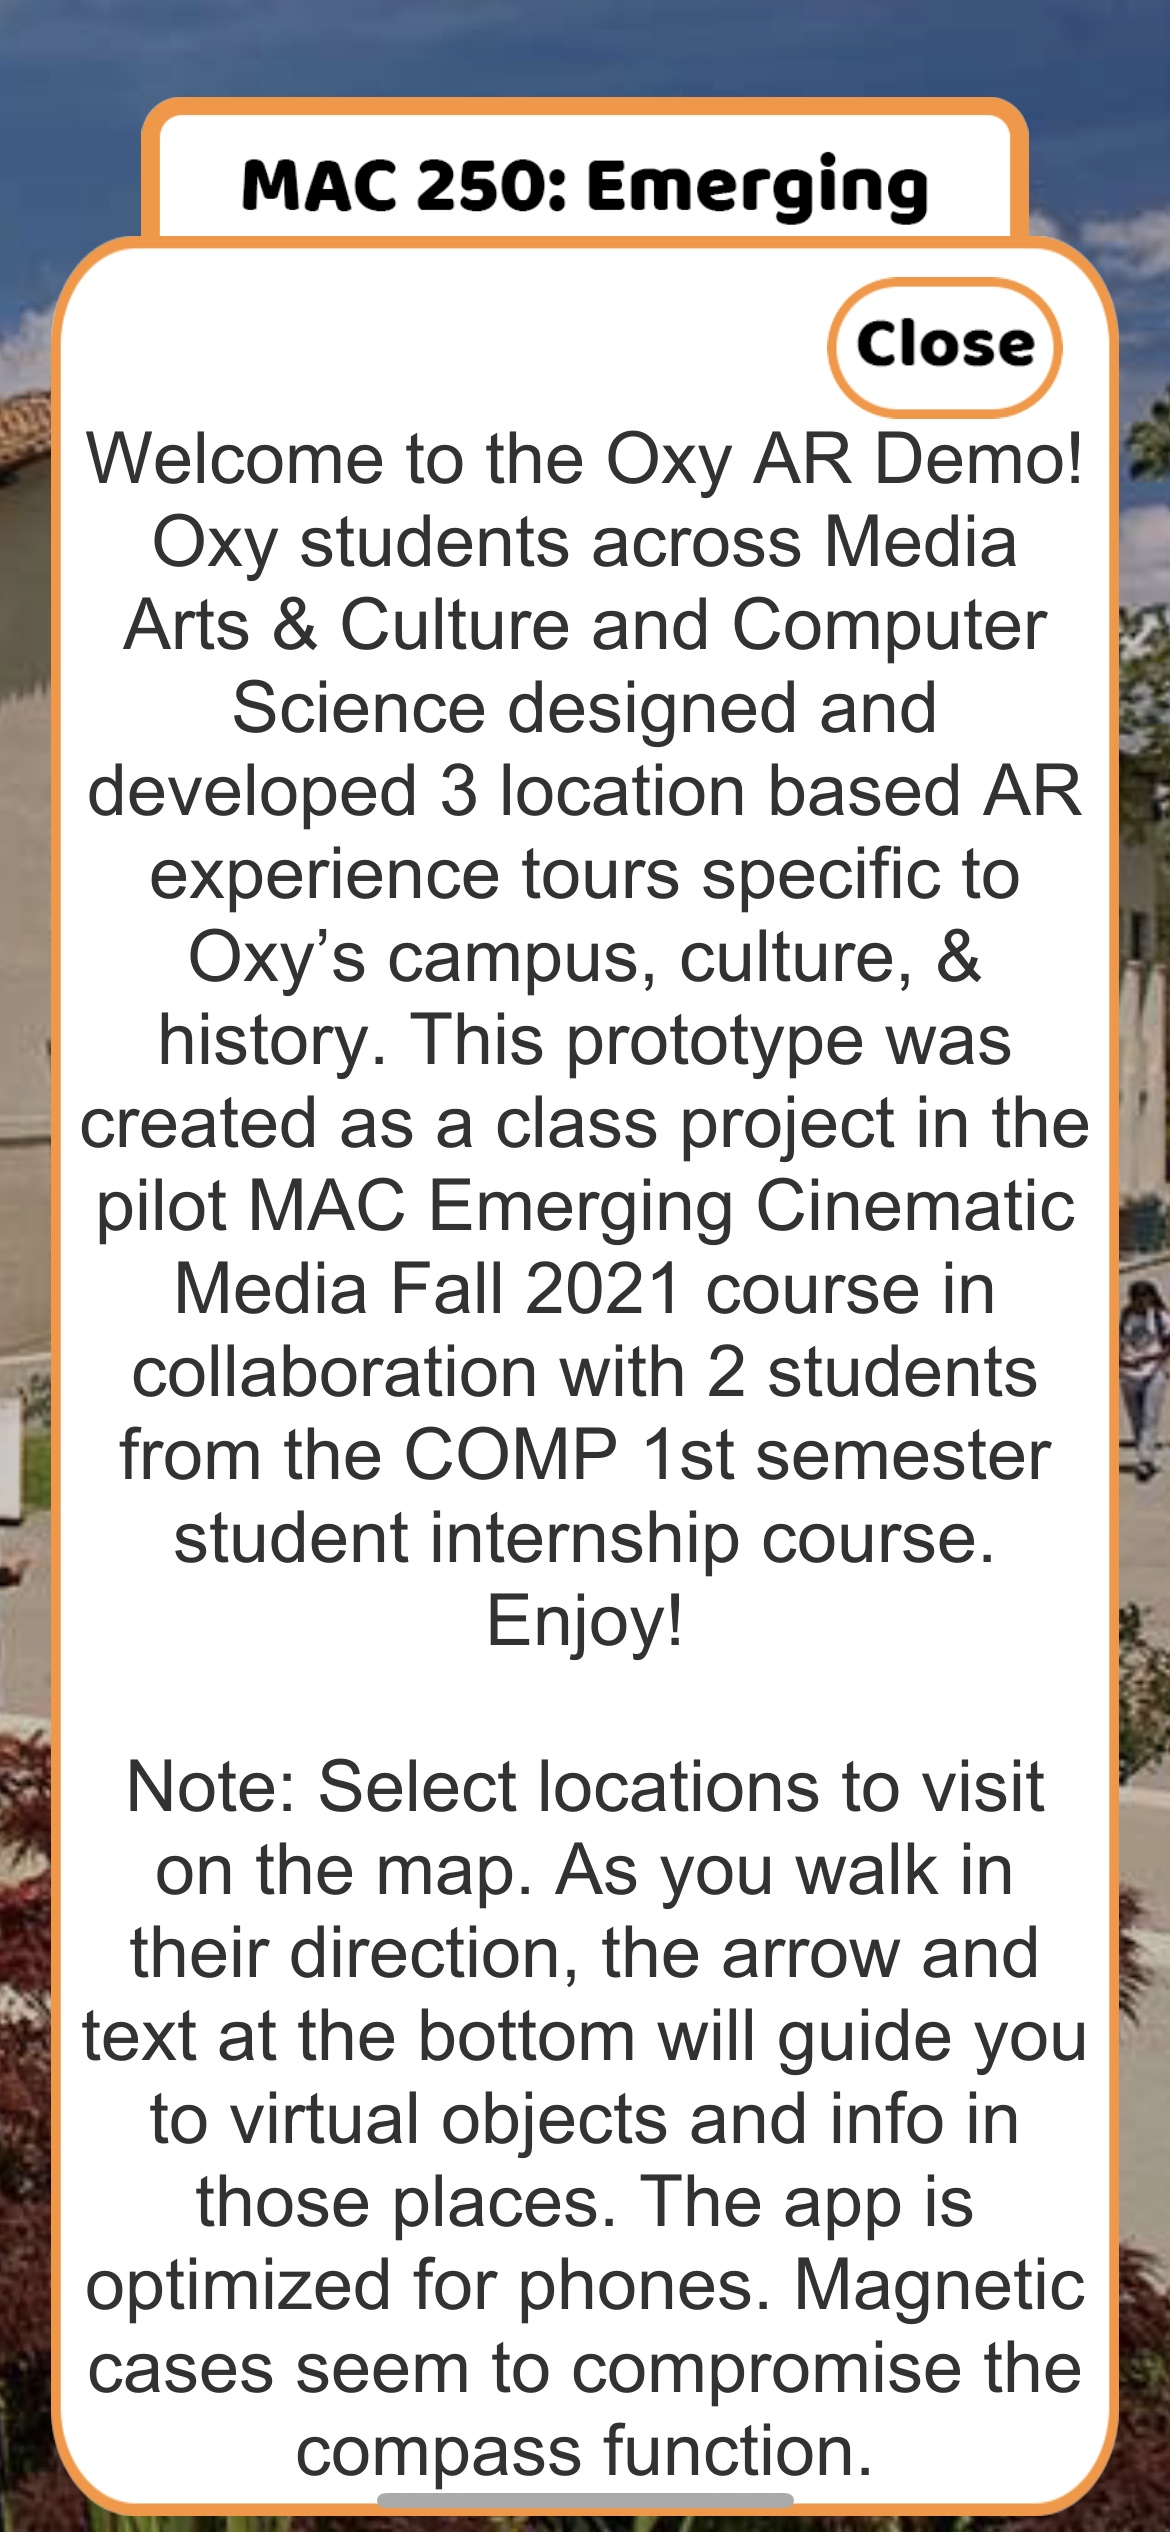 MAC 250: Emerging
Close
Welcome to the Oxy AR Demo!
Oxy students across Media
Arts & Culture and Computer
Science designed and
developed 3 location based AR
experience tours specific to
Oxy’s campus, culture, &
history. This prototype was
created as a class project in the
pilot MAC Emerging Cinematic
Media Fall 2021 course in
collaboration with 2 students
from the COMP 1st semester
student internship course.
Enjoy!
Note: Select locations to visit
on the map. As you walk in
their direction, the arrow and
text at the bottom will guide you
to virtual objects and info in
those places. The app is
optimized for phones. Magnetic
cases seem to compromise the
compass function.